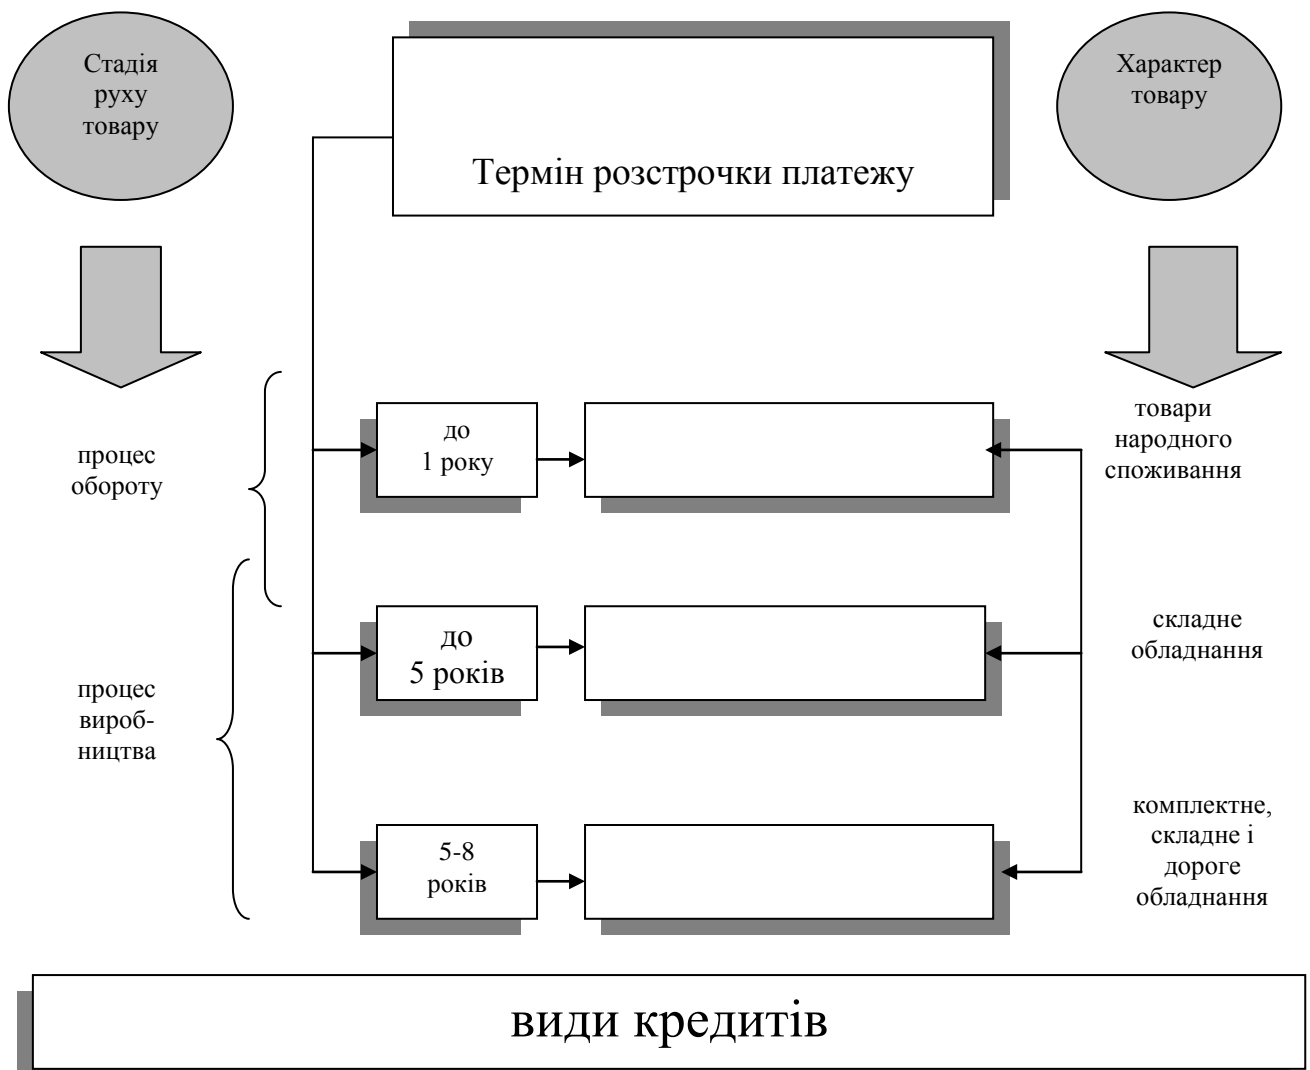 Стадія
руху
товару
Термін розстрочки платежу
Характер
товару
процес
обороту
до
1 року
товари
народного
споживання
до
5 років
складне
обладнання
процес
вироб-
ництва
5-8
років
комплектне,
складне і
дороге
обладнання
види кредитів